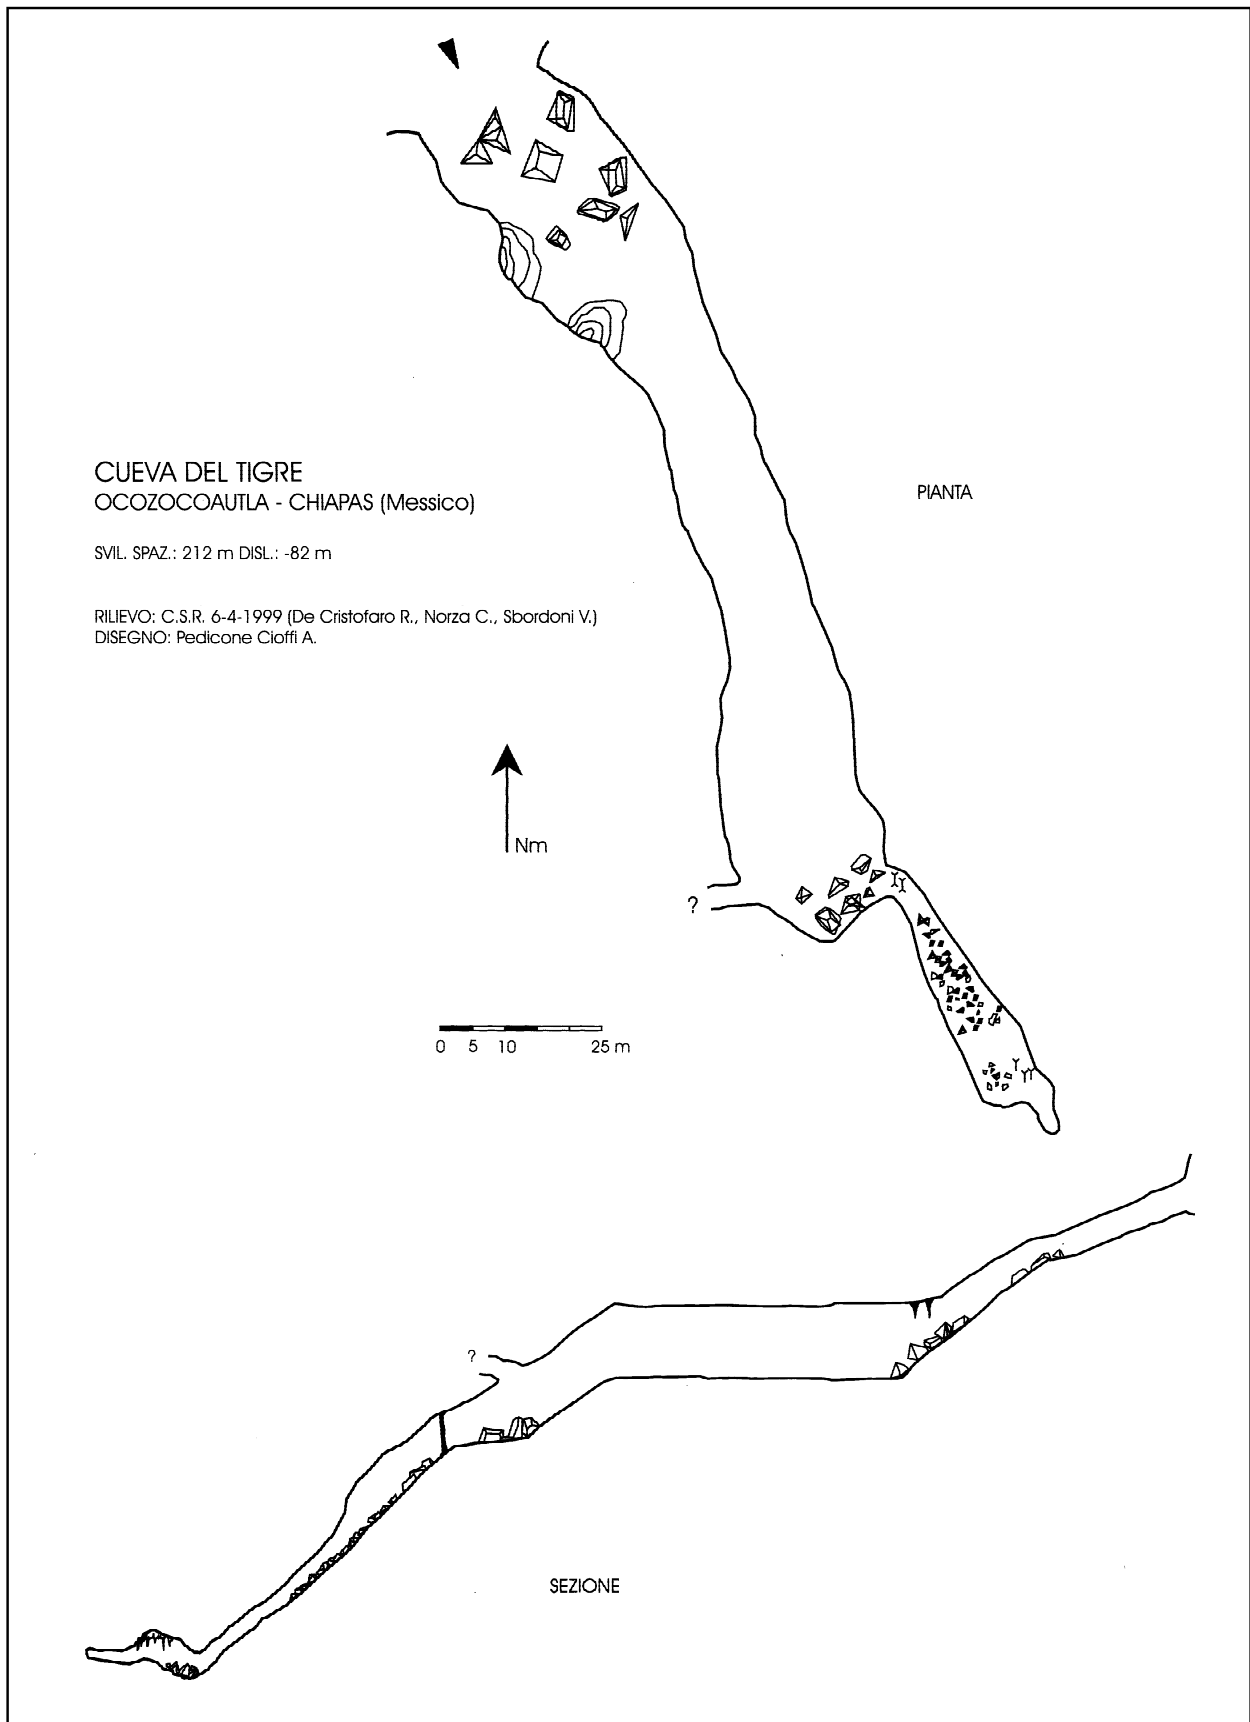 CUEVA DEL TIGRE
OCOZOCOAUTLA - CHIAPAS (Messico)
SVIL. SPAZ.: 212 m DISL.: -82 m
RILIEVO: C.S.R. 6-4-1999 (De Cristofaro R., Norza C., Sbordoni V.)
DISEGNO: Pedicone Cioffi A.
PIANTA
Nm
?
0 5 10 25 m
?
SEZIONE